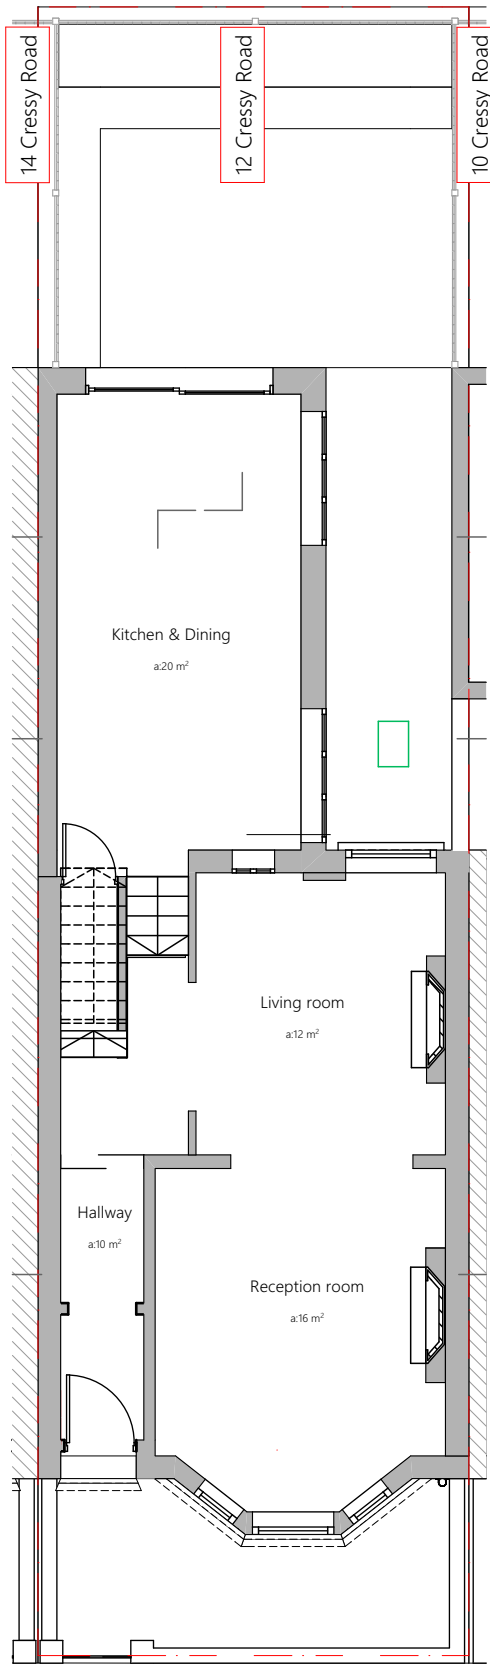 14 Cressy Road
12 Cressy Road
10 Cressy Road
Kitchen & Dining
a:20 m²
Living room
a:12 m²
Hallway
a:10 m²
Reception room
a:16 m²